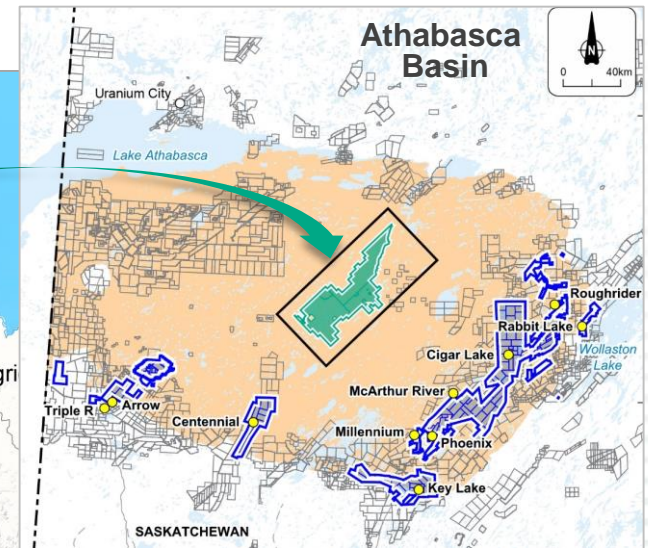 Athabasca
Basin
N
0 40km
Uranium City
Lake Athabasca
Roughrider
Rabbit Lake
Wollaston
Lake
Cigar Lake
gri
McArthur River
Arrow
Triple R
Centennial
Millennium
Phoenix
Key Lake
SASKATCHEWAN